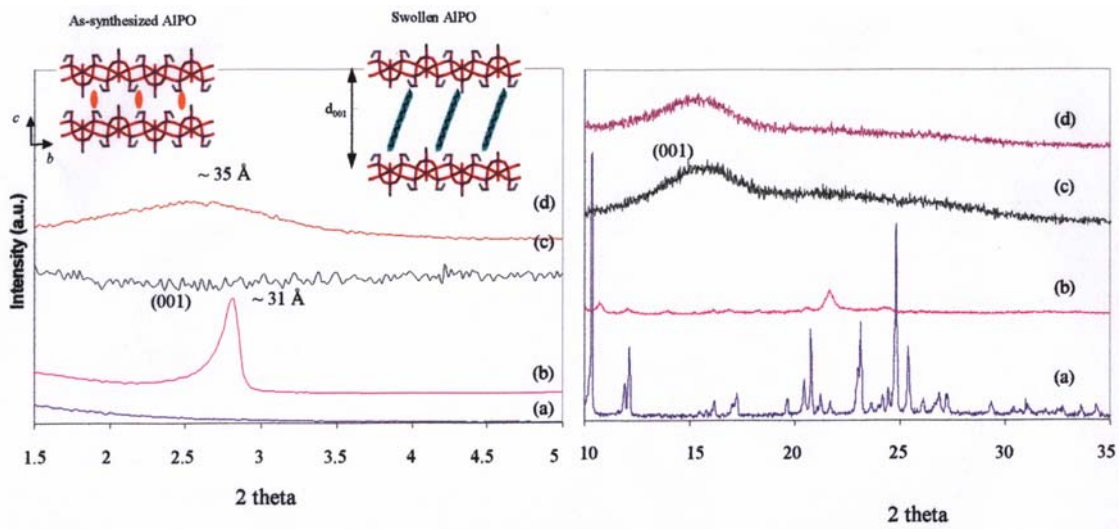 As-synthesized AlPO
Swollen AlPO
c
b
d001
~ 35 Å
(d)
(c)
(001)
~ 31 Å
(b)
(a)
Intensity (a.u.)
1.5 2 2.5 3 3.5 4 4.5 5
2 theta
(d)
(001)
(c)
(b)
(a)
10 15 20 25 30 35
2 theta